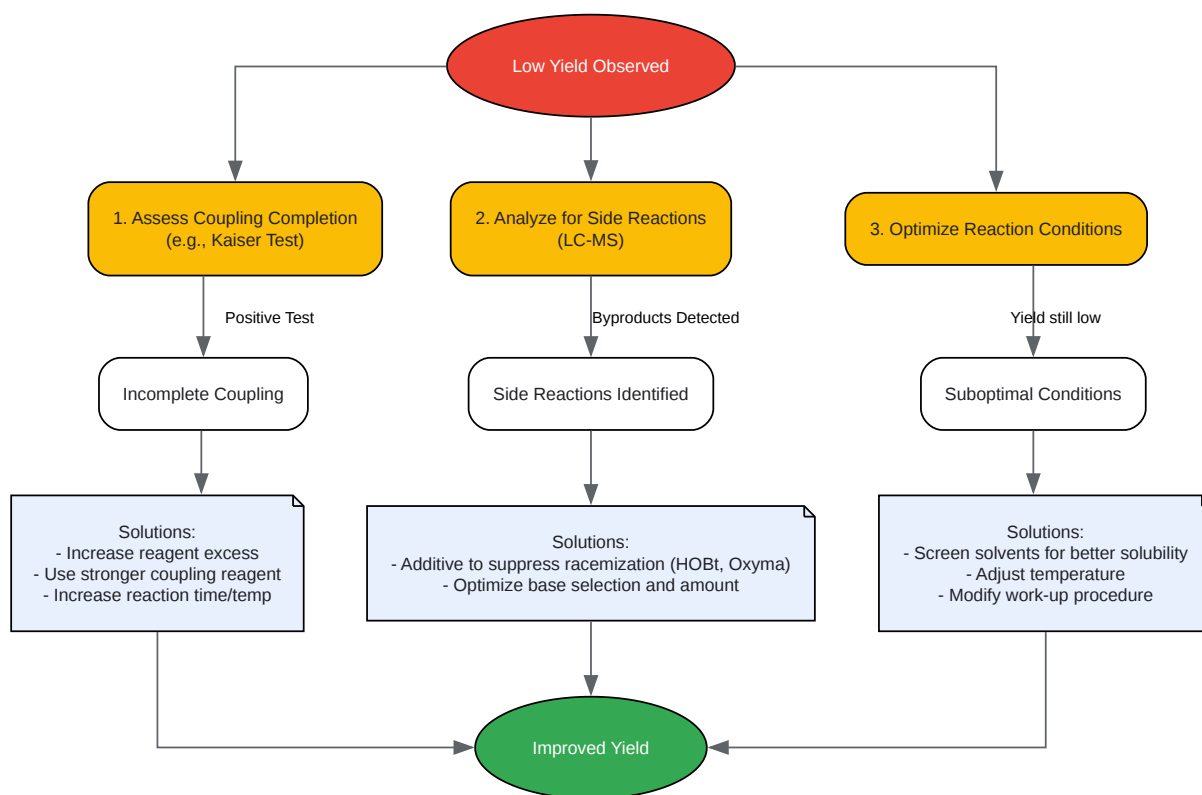 Low Yield Observed
1. Assess Coupling Completion
(e.g., Kaiser Test)
2. Analyze for Side Reactions
(LC-MS)
3. Optimize Reaction Conditions
Positive Test
Byproducts Detected
Yield still low
Incomplete Coupling
Side Reactions Identified
Suboptimal Conditions
Solutions:
- Increase reagent excess
- Use stronger coupling reagent
- Increase reaction time/temp
Solutions:
- Additive to suppress racemization (HOBt, Oxyma)
- Optimize base selection and amount
Solutions:
- Screen solvents for better solubility
- Adjust temperature
- Modify work-up procedure
Improved Yield